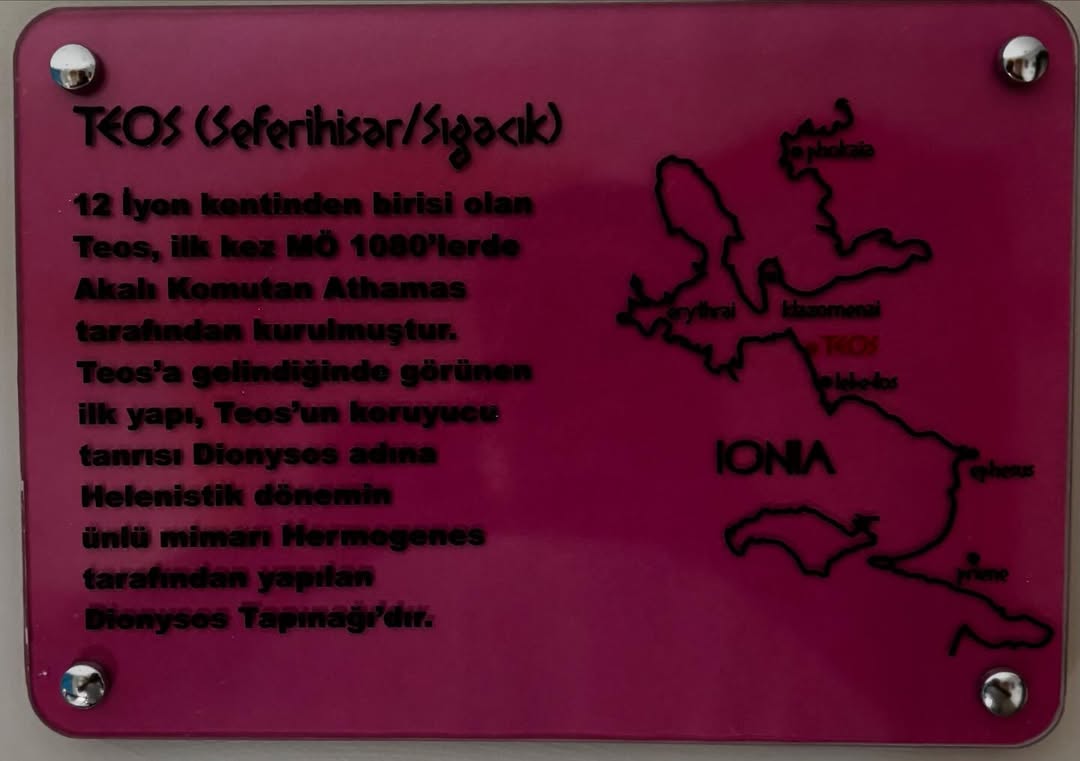 TEOS (Seferihisar/Sıgacık)
12 İyon kentinden birisi olan
Teos, ilk kez MÖ 1080'lerde
Akalı Komutan Athamas
tarafından kurulmuştur.
Teos'a gelindiğinde görünen
ilk yapı, Teos'un koruyucu
tanrısı Dionysos adına
Helenistik dönemin
ünlü mimarı Hermogenes
tarafından yapılan
Dionysos Tapınağı'dır.
phokaia
erythrai
klazomenai
TEOS
lebedos
IONIA
ephesus
priene